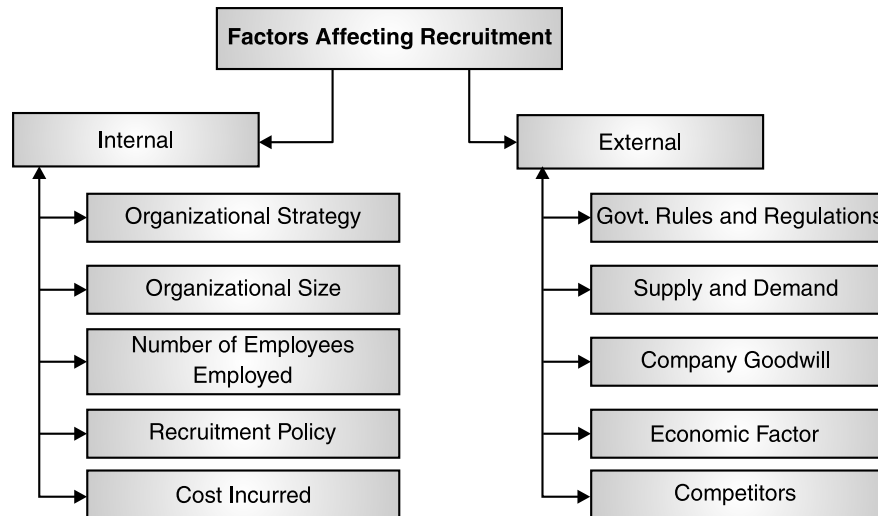 Factors Affecting Recruitment
Internal
Organizational Strategy
Organizational Size
Number of Employees
Employed
Recruitment Policy
Cost Incurred
External
Govt. Rules and Regulations
Supply and Demand
Company Goodwill
Economic Factor
Competitors